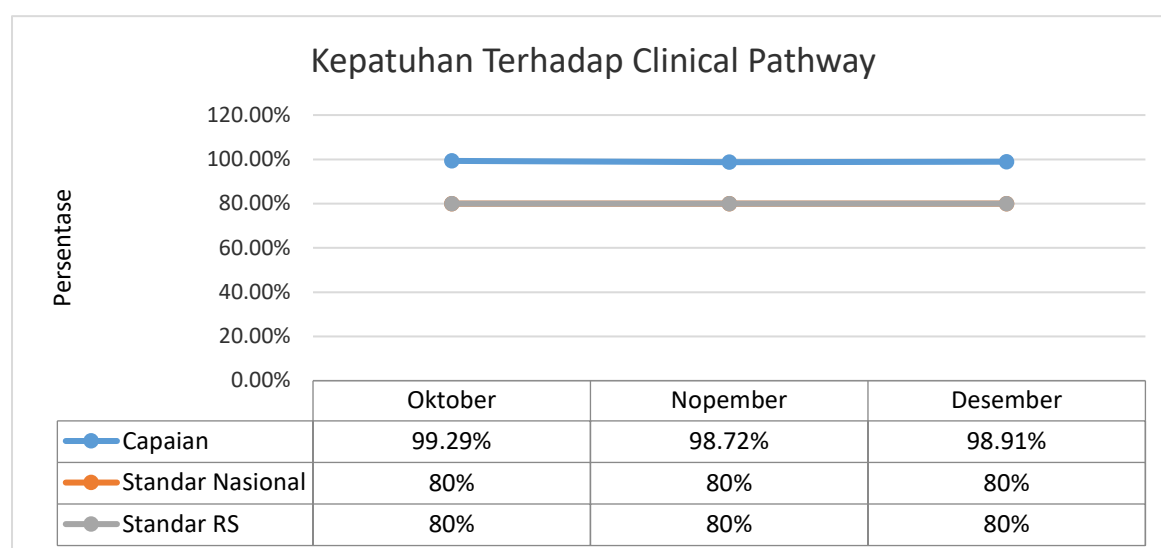 Kepatuhan Terhadap Clinical Pathway
Persentase
120.00%
100.00%
80.00%
60.00%
40.00%
20.00%
0.00%
Oktober Nopember Desember
Capaian 99.29% 98.72% 98.91%
Standar Nasional 80% 80% 80%
Standar RS 80% 80% 80%